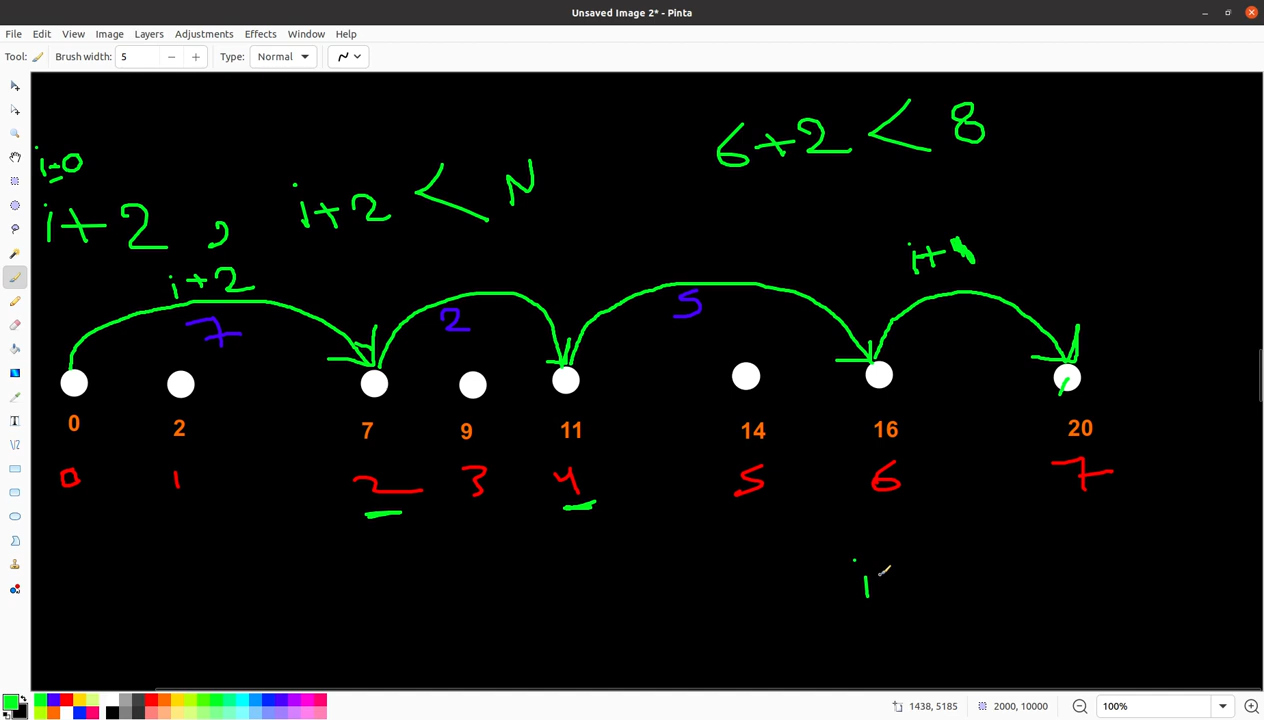 Unsaved Image 2* - Pinta
File Edit View Image Layers Adjustments Effects Window Help
Tool: Brush width: 5 Type: Normal
6+2 < 8
i=0
i+2 , i+2 < N
i+2
i+
7 2 5
0 2 7 9 11 14 16 20
0 1 2 3 4 5 6 7
i
1438, 5185 2000, 10000 100%